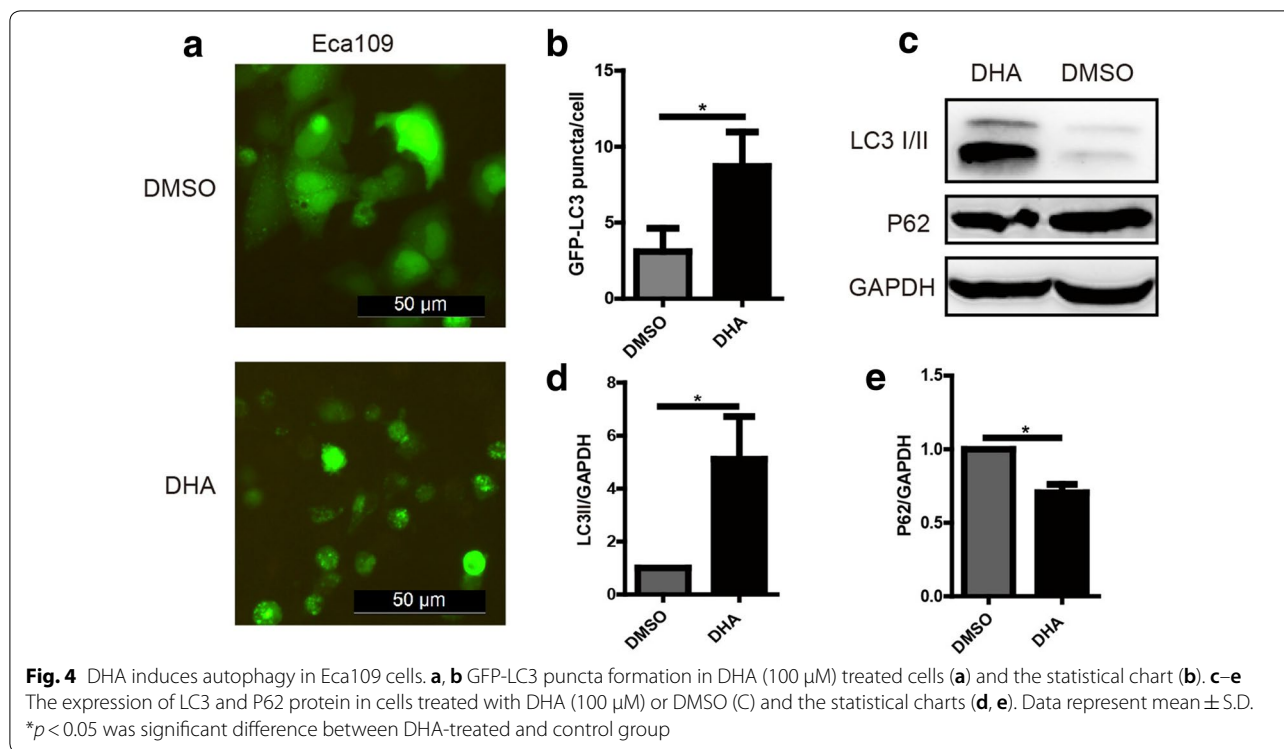 a
Eca109
DMSO
50 µm
DHA
50 µm
b
GFP-LC3 puncta/cell
15
10
5
0
*
DMSO
DHA
c
DHA DMSO
LC3 I/II
P62
GAPDH
d
LC3II/GAPDH
8
6
4
2
0
*
DMSO
DHA
e
P62/GAPDH
1.5
1.0
0.5
0.0
*
DMSO
DHA
Fig. 4 DHA induces autophagy in Eca109 cells. a, b GFP-LC3 puncta formation in DHA (100 µM) treated cells (a) and the statistical chart (b). c–e
The expression of LC3 and P62 protein in cells treated with DHA (100 µM) or DMSO (C) and the statistical charts (d, e). Data represent mean ± S.D.
*p < 0.05 was significant difference between DHA-treated and control group